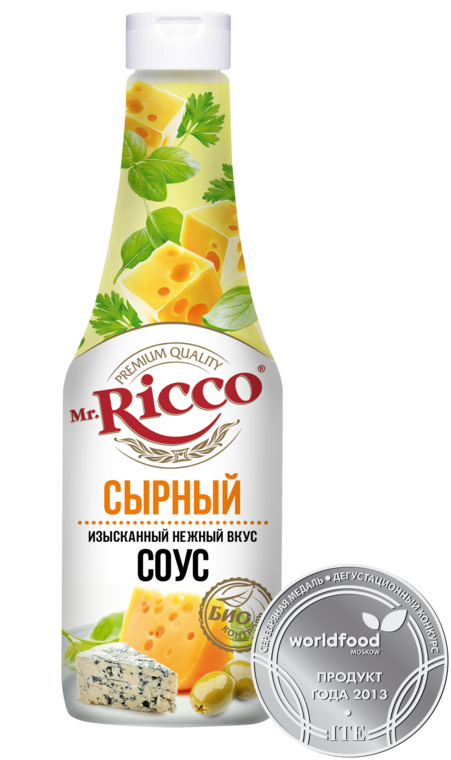 PREMIUM QUALITY
Mr. Ricco®
СЫРНЫЙ
ИЗЫСКАННЫЙ НЕЖНЫЙ ВКУС
СОУС
БИО
СЕРЕБРЯНАЯ МЕДАЛЬ • ДЕГУСТАЦИОННЫЙ КОНКУРС
worldfood
MOSKOW
ПРОДУКТ
ГОДА 2013
ITE